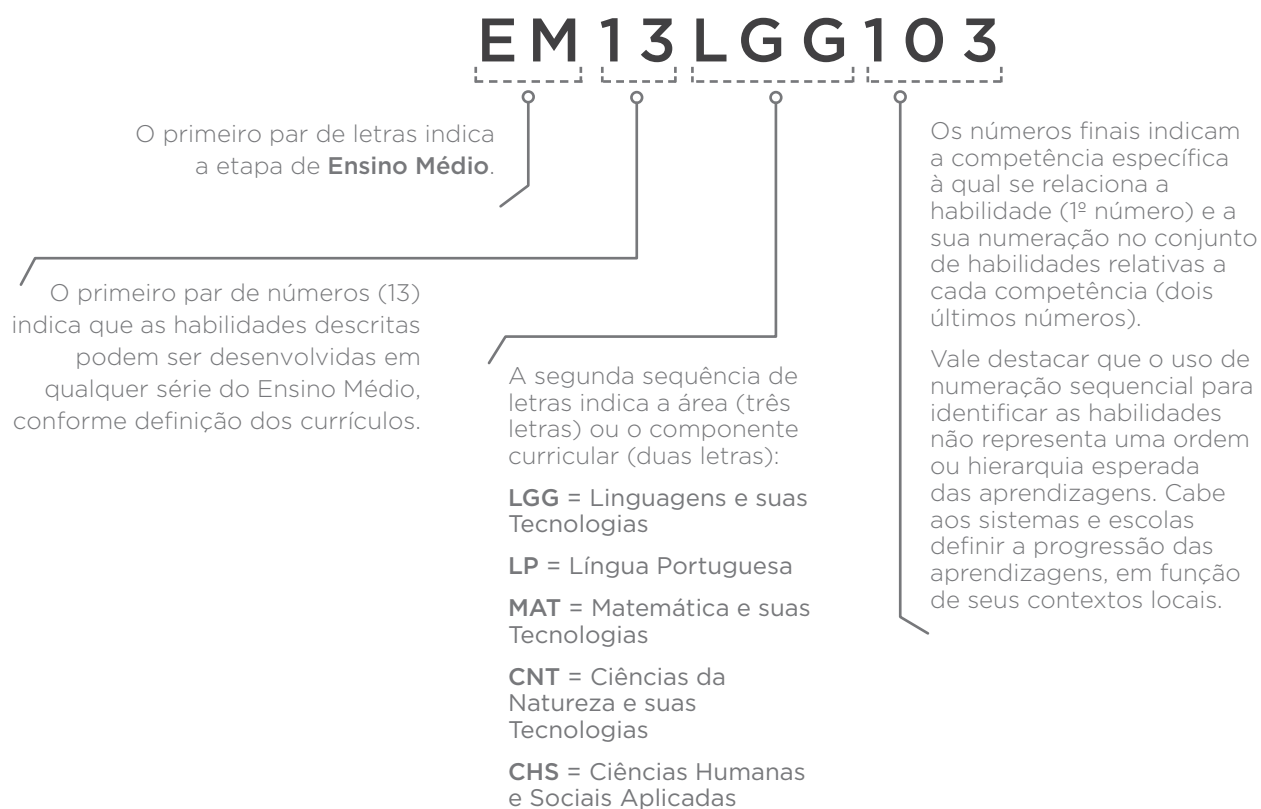 EM13LGG103
O primeiro par de letras indica
a etapa de Ensino Médio.
O primeiro par de números (13)
indica que as habilidades descritas
podem ser desenvolvidas em
qualquer série do Ensino Médio,
conforme definição dos currículos.
A segunda sequência de
letras indica a área (três
letras) ou o componente
curricular (duas letras):
LGG = Linguagens e suas
Tecnologias
LP = Língua Portuguesa
MAT = Matemática e suas
Tecnologias
CNT = Ciências da
Natureza e suas
Tecnologias
CHS = Ciências Humanas
e Sociais Aplicadas
Os números finais indicam
a competência específica
à qual se relaciona a
habilidade (1º número) e a
sua numeração no conjunto
de habilidades relativas a
cada competência (dois
últimos números).
Vale destacar que o uso de
numeração sequencial para
identificar as habilidades
não representa uma ordem
ou hierarquia esperada
das aprendizagens. Cabe
aos sistemas e escolas
definir a progressão das
aprendizagens, em função
de seus contextos locais.